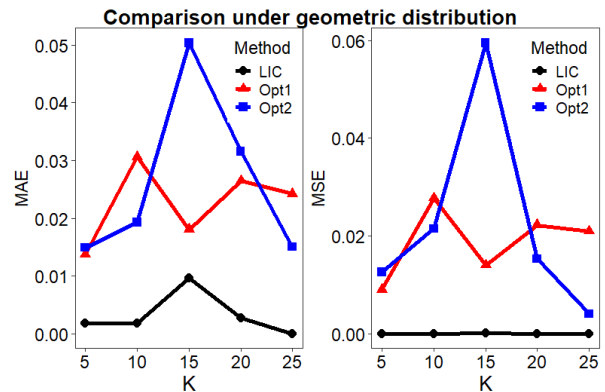 Comparison under geometric distribution
MAE
0.05
0.04
0.03
0.02
0.01
0.00
Method
LIC
Opt1
Opt2
5 10 15 20 25
K
MSE
0.06
0.04
0.02
0.00
Method
LIC
Opt1
Opt2
5 10 15 20 25
K